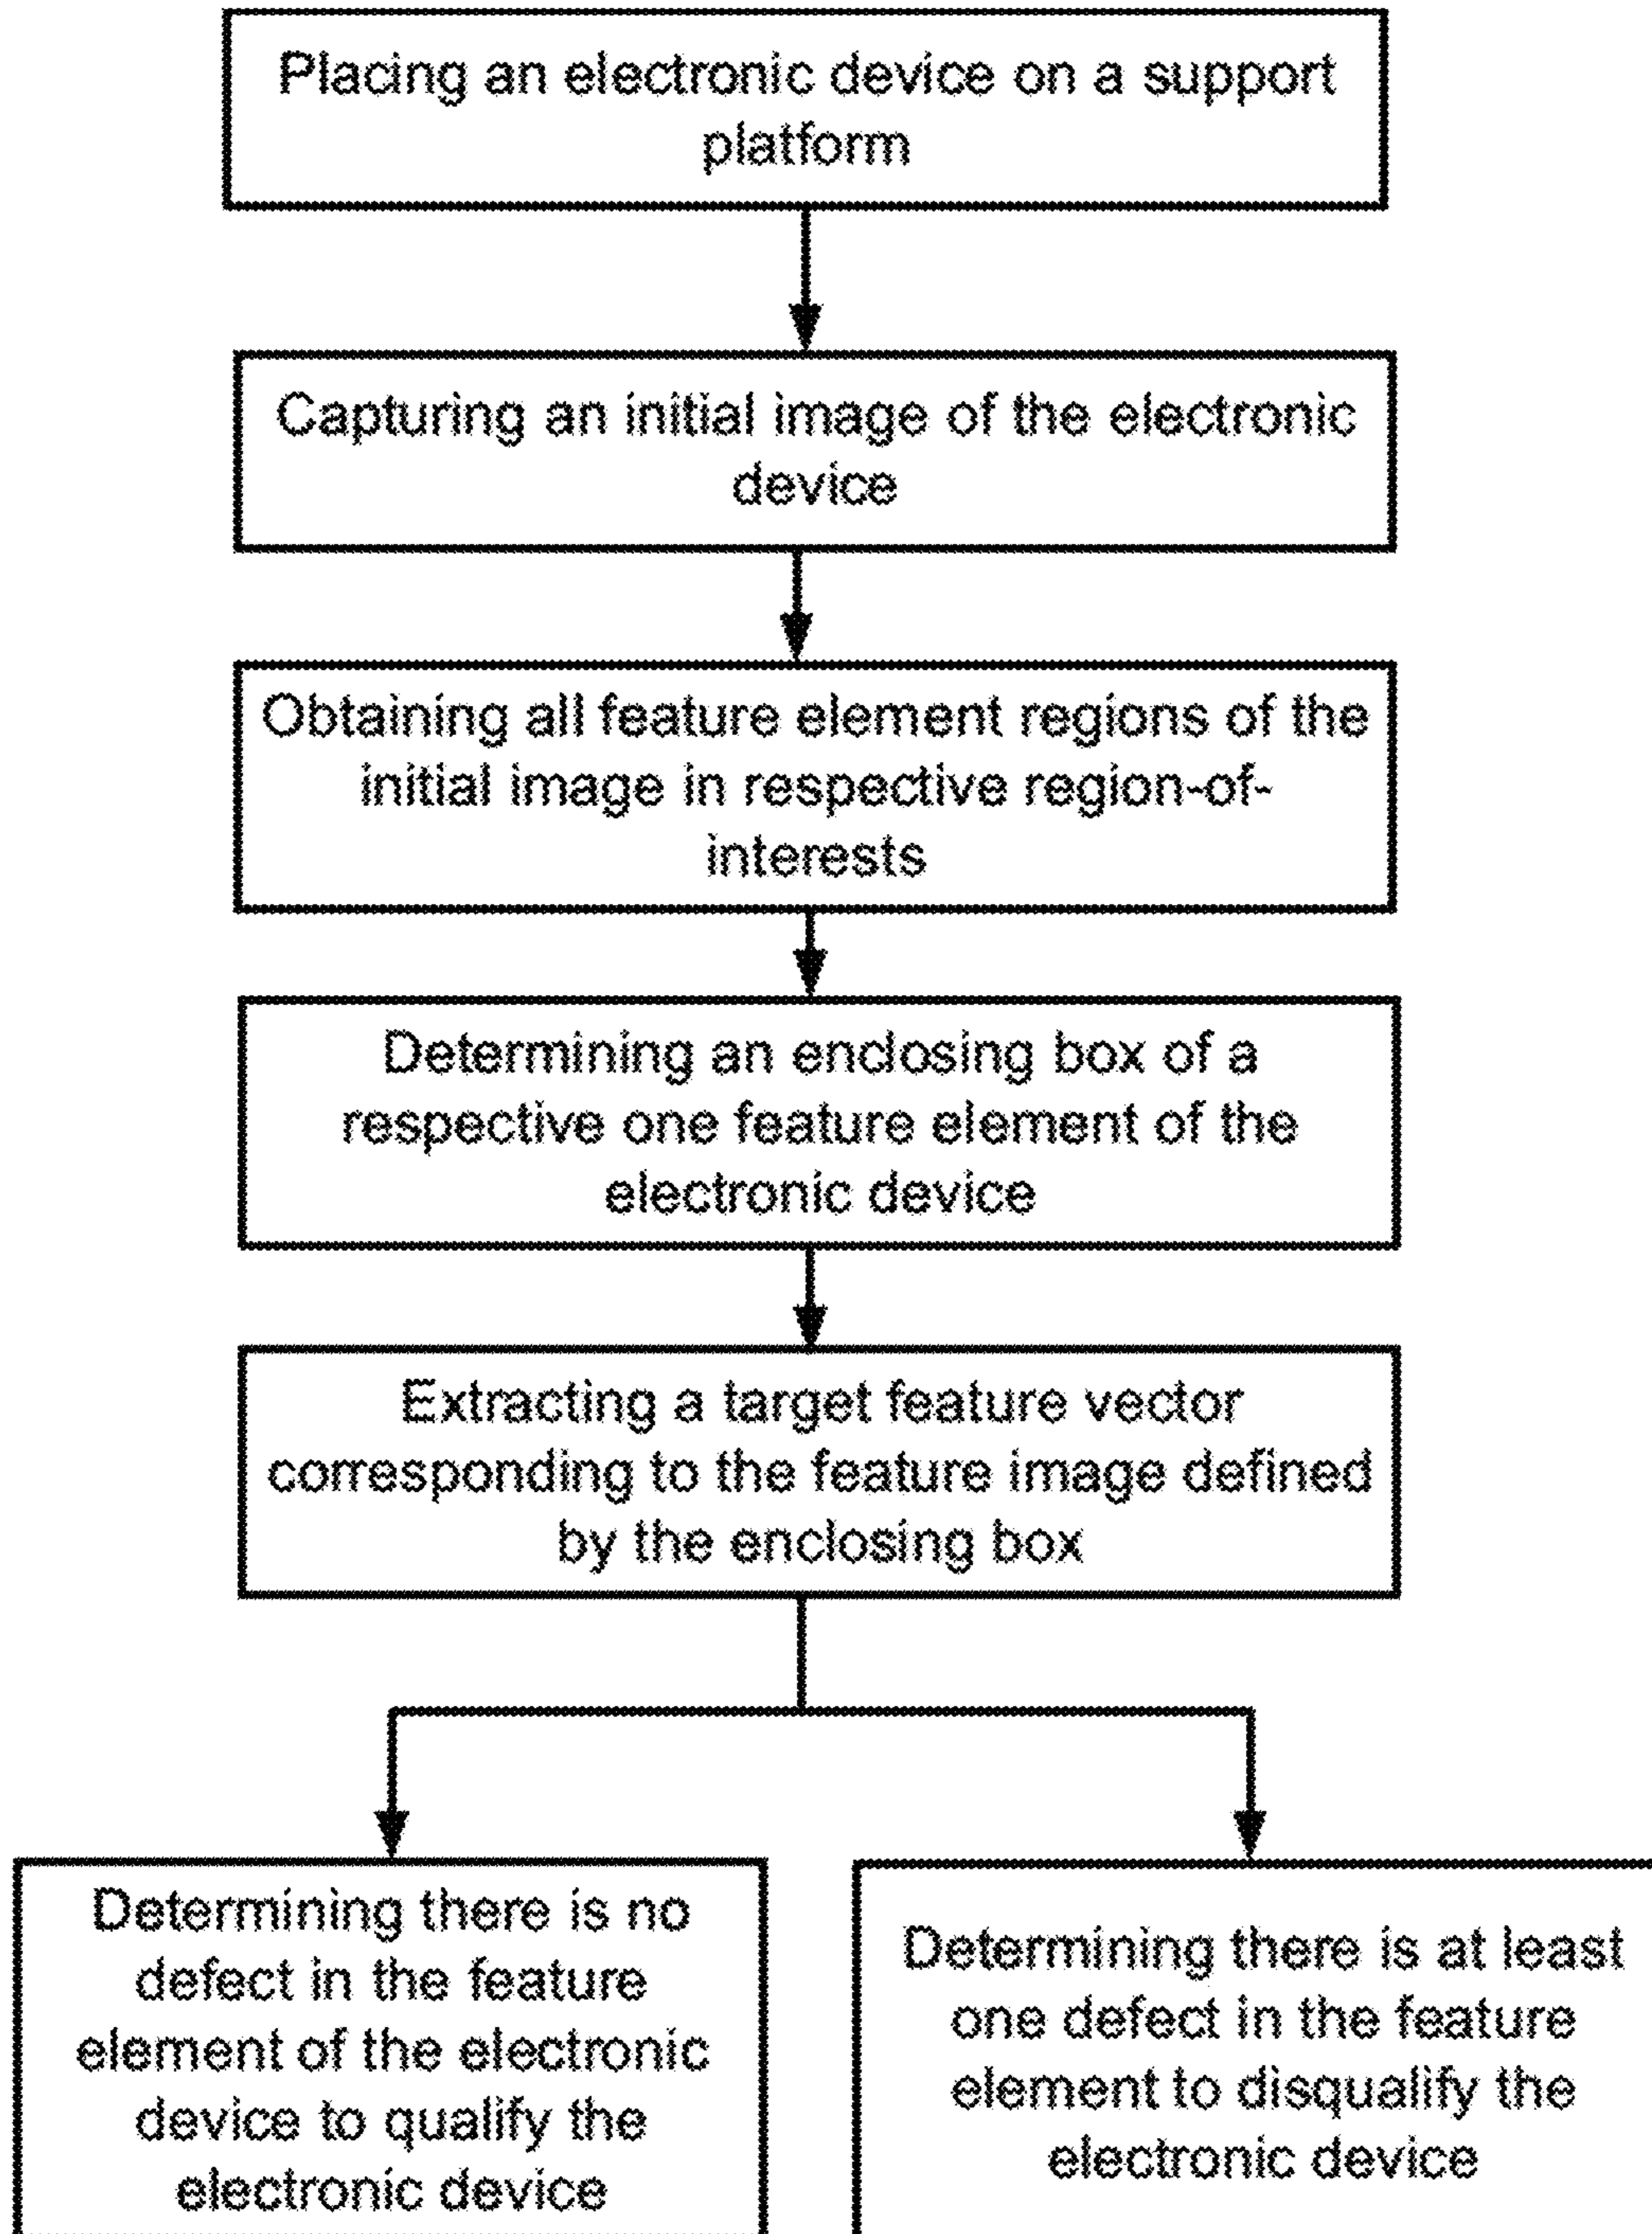 Placing an electronic device on a support
platform
Capturing an initial image of the electronic
device
Obtaining all feature element regions of the
initial image in respective region-of-
interests
Determining an enclosing box of a
respective one feature element of the
electronic device
Extracting a target feature vector
corresponding to the feature image defined
by the enclosing box
Determining there is no
defect in the feature
element of the electronic
device to qualify the
electronic device
Determining there is at least
one defect in the feature
element to disqualify the
electronic device